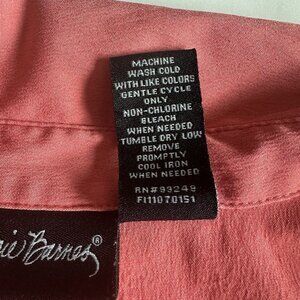 MACHINE
WASH COLD
WITH LIKE COLORS
GENTLE CYCLE
ONLY
NON-CHLORINE
BLEACH
WHEN NEEDED
TUMBLE DRY LOW
REMOVE
PROMPTLY
COOL IRON
WHEN NEEDED
RN#99249
F111070151
Barnes®